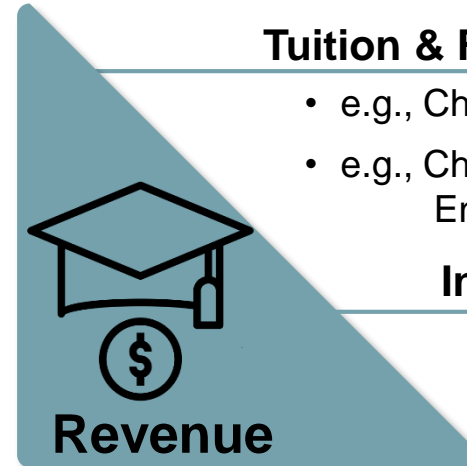 Tuition & F
• e.g., Ch
• e.g., Ch
En
In
$
Revenue